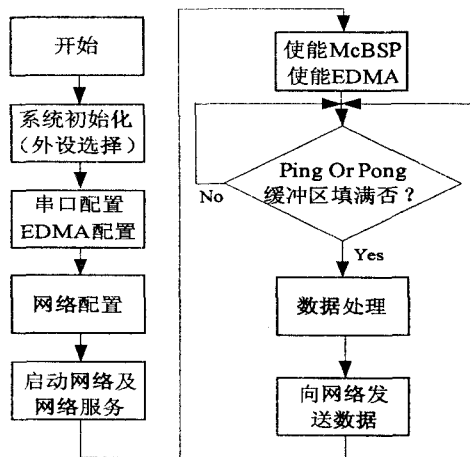 开始
系统初始化
（外设选择）
串口配置
EDMA配置
网络配置
启动网络及
网络服务
使能McBSP
使能EDMA
Ping Or Pong
缓冲区填满否？
No
Yes
数据处理
向网络发
送数据